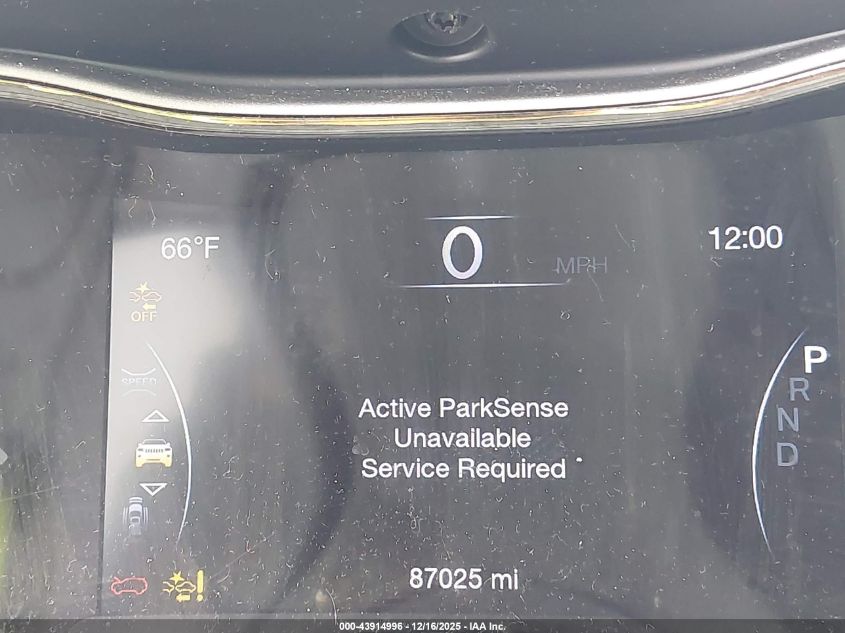 66°F
0
MPH
12:00
OFF
SPEED
P
R
N
D
Active ParkSense
Unavailable
Service Required
87025 mi
000-43914996 - 12/16/2025 - IAA Inc.